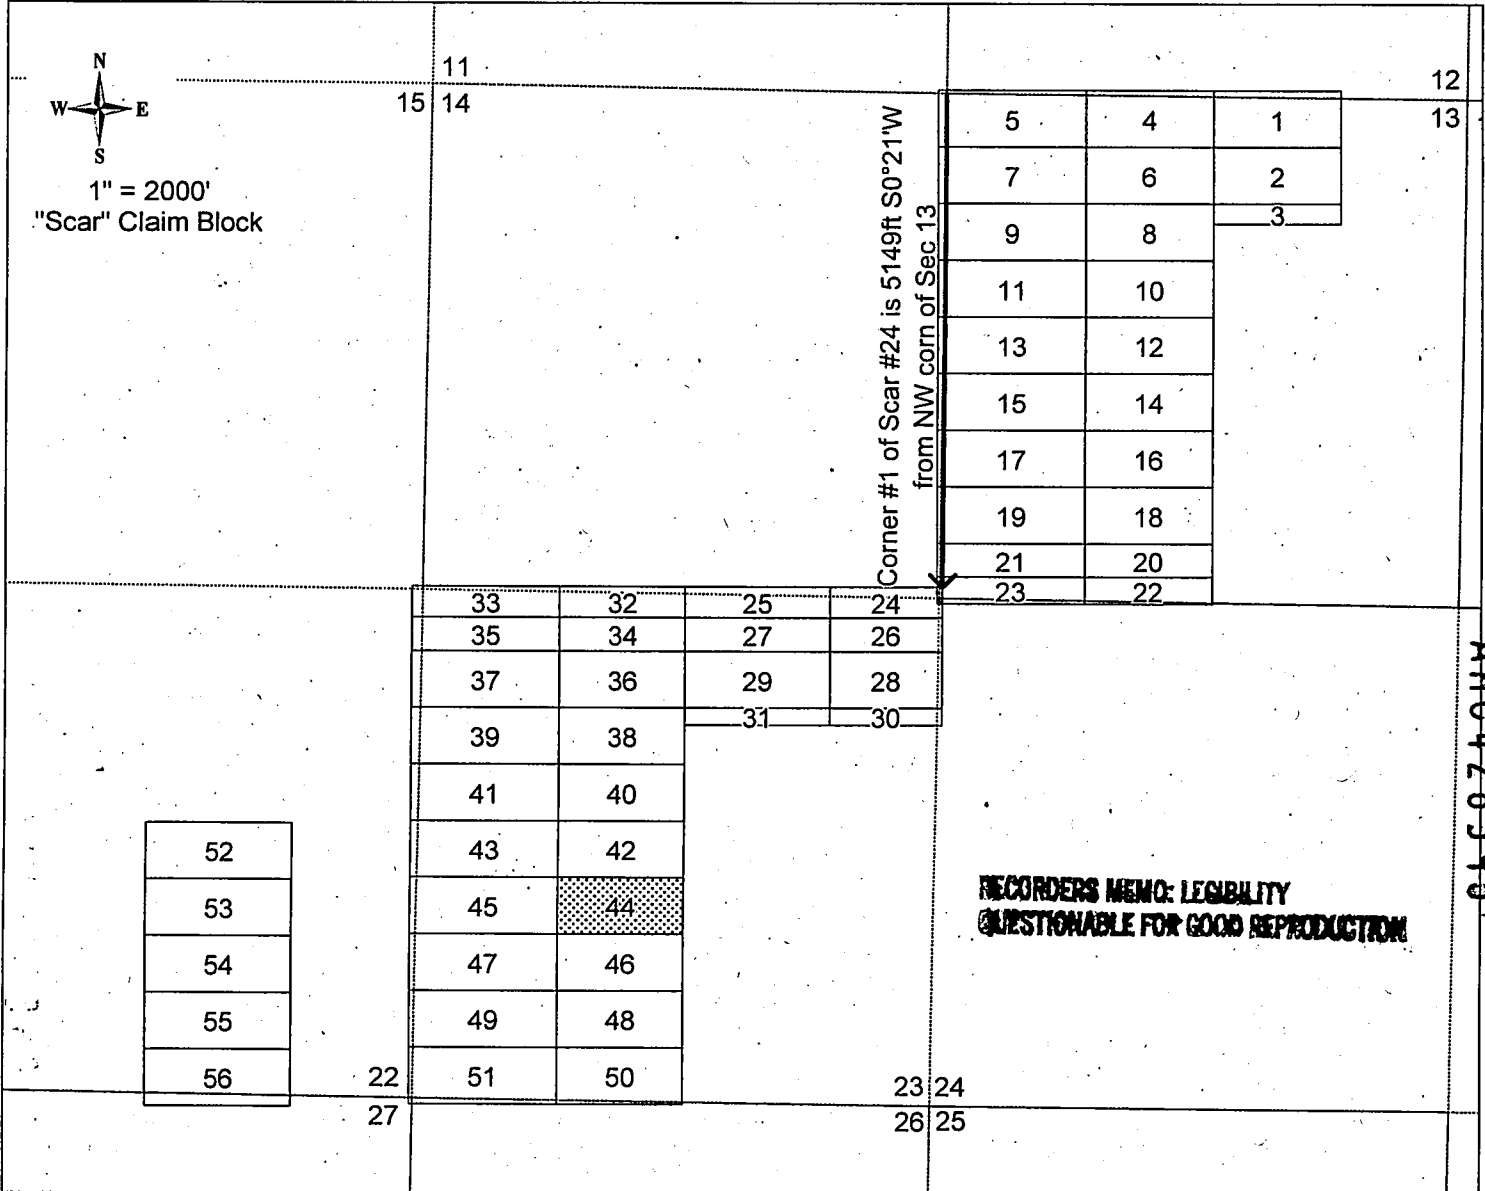 11
12
N
W E
S
15 14
13
1" = 2000'
"Scar" Claim Block
Corner #1 of Scar #24 is 5149ft S0°21'W
from NW corn of Sec 13
5 4 1
7 6 2
3
9 8
11 10
13 12
15 14
17 16
19 18
21 20
23 22
33 32 25 24
35 34 27 26
37 36 29 28
31 30
39 38
41 40
52 43 42
53 45 44
54 47 46
55 49 48
56 22 51 50 23 24
27 26 25
RECORDERS MEMO: LEGIBILITY
QUESTIONABLE FOR GOOD REPRODUCTION